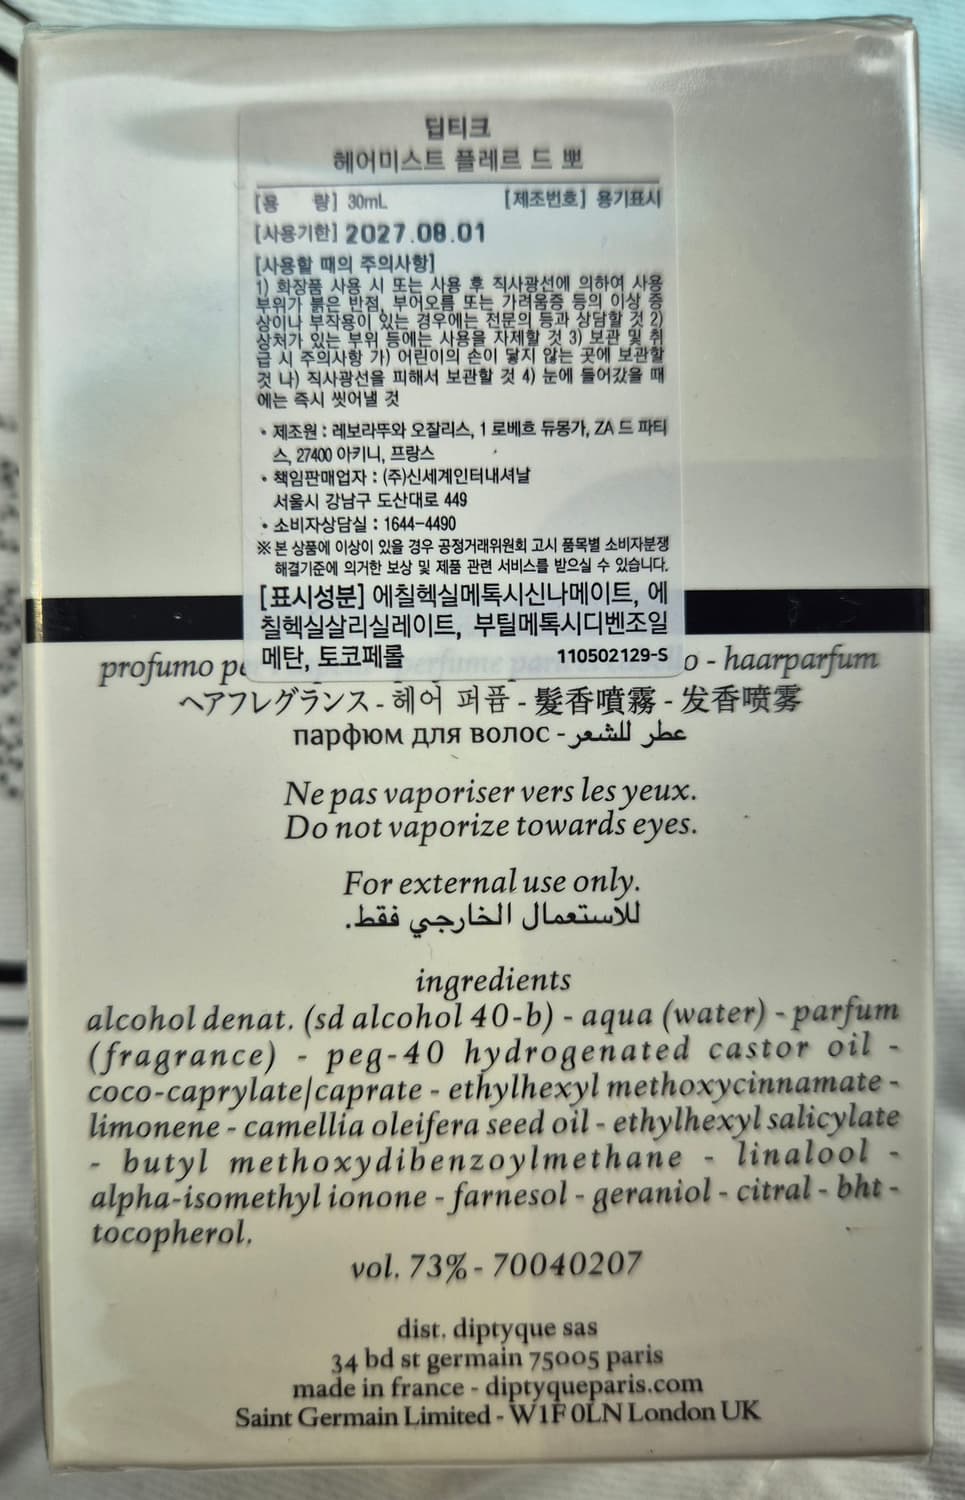 딥티크
헤어미스트 플레르 드 뽀
[용 량] 30mL [제조번호] 용기표시
[사용기한] 2027.08.01
[사용할 때의 주의사항]
1) 화장품 사용 시 또는 사용 후 직사광선에 의하여 사용
부위가 붉은 반점, 부어오름 또는 가려움증 등의 이상 증
상이나 부작용이 있는 경우에는 전문의 등과 상담할 것 2)
상처가 있는 부위 등에는 사용을 자제할 것 3) 보관 및 취
급 시 주의사항 가) 어린이의 손이 닿지 않는 곳에 보관할
것 나) 직사광선을 피해서 보관할 것 4) 눈에 들어갔을 때
에는 즉시 씻어낼 것
• 제조원 : 레보라뚜와 오잘리스, 1 로베흐 듀몽가, ZA 드 파티
스, 27400 아키니, 프랑스
• 책임판매업자 : (주)신세계인터내셔날
서울시 강남구 도산대로 449
• 소비자상담실 : 1644-4490
※ 본 상품에 이상이 있을 경우 공정거래위원회 고시 품목별 소비자분쟁
해결기준에 의거한 보상 및 제품 관련 서비스를 받으실 수 있습니다.
[표시성분] 에칠헥실메톡시신나메이트, 에
칠헥실살리실레이트, 부틸메톡시디벤조일
메탄, 토코페롤 110502129-S
profumo pe o - haarparfum
ヘアフレグランス - 헤어 퍼퓸 - 髮香噴霧 - 发香喷雾
парфюм для волос - عطر للشعر
Ne pas vaporiser vers les yeux.
Do not vaporize towards eyes.
For external use only.
للاستعمال الخارجي فقط.
ingredients
alcohol denat. (sd alcohol 40-b) - aqua (water) - parfum
(fragrance) - peg-40 hydrogenated castor oil -
coco-caprylate/caprate - ethylhexyl methoxycinnamate -
limonene - camellia oleifera seed oil - ethylhexyl salicylate
- butyl methoxydibenzoylmethane - linalool -
alpha-isomethyl ionone - farnesol - geraniol - citral - bht -
tocopherol.
vol. 73% - 70040207
dist. diptyque sas
34 bd st germain 75005 paris
made in france - diptyqueparis.com
Saint Germain Limited - W1F 0LN London UK